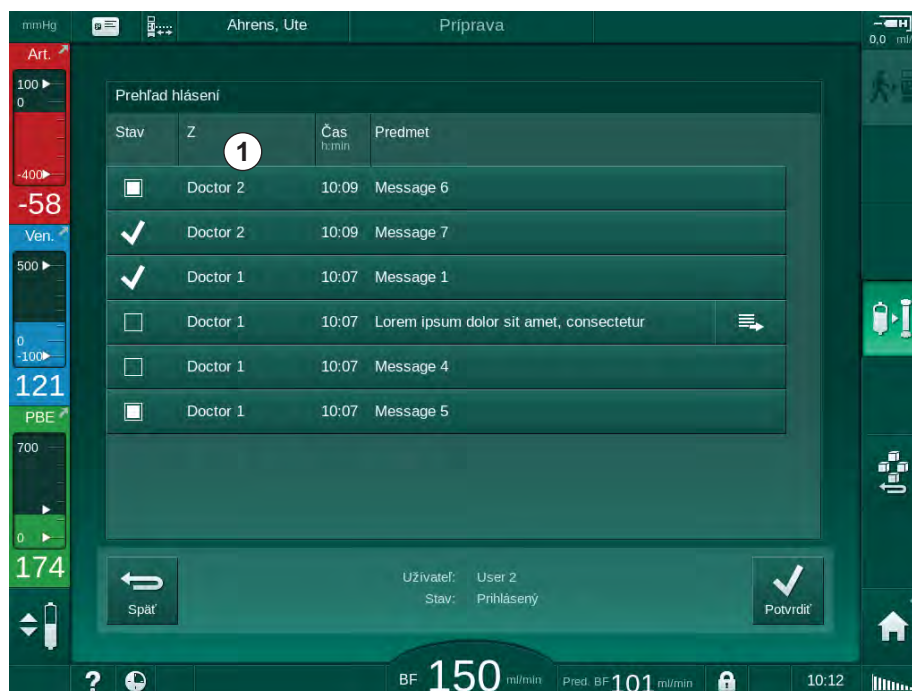 mmHg Ahrens, Ute Príprava
0,0 ml/
Art.
100
0
-400
-58
Ven.
500
0
-100
121
PBE
700
0
174
Prehľad hlásení
Stav Z Čas Predmet
h:min
1
Doctor 2 10:09 Message 6
Doctor 2 10:09 Message 7
Doctor 1 10:07 Message 1
Doctor 1 10:07 Lorem ipsum dolor sit amet, consectetur
Doctor 1 10:07 Message 4
Doctor 1 10:07 Message 5
Užívateľ: User 2
Stav: Prihlásený
Späť
Potvrdiť
? BF 150 ml/min Pred. BF 101 ml/min 10:12